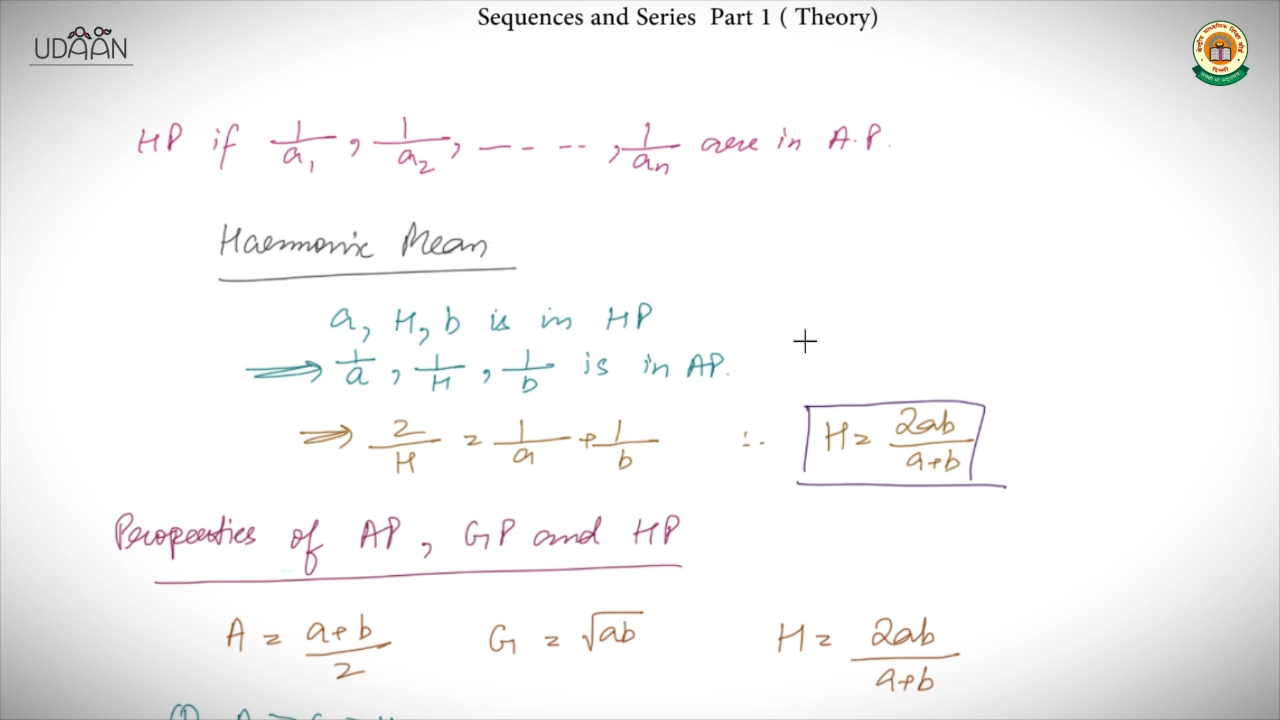 Sequences and Series Part 1 ( Theory)
UDAAN
HP if 1/a₁, 1/a₂, ---- --, 1/aₙ are in A.P.
Harmonic Mean
a, H, b is in HP
⟹ 1/a, 1/H, 1/b is in AP.
⟹ 2/H = 1/a + 1/b ∴ H = 2ab/(a+b)
Properties of AP, GP and HP
A = (a+b)/2 G = √ab H = 2ab/(a+b)